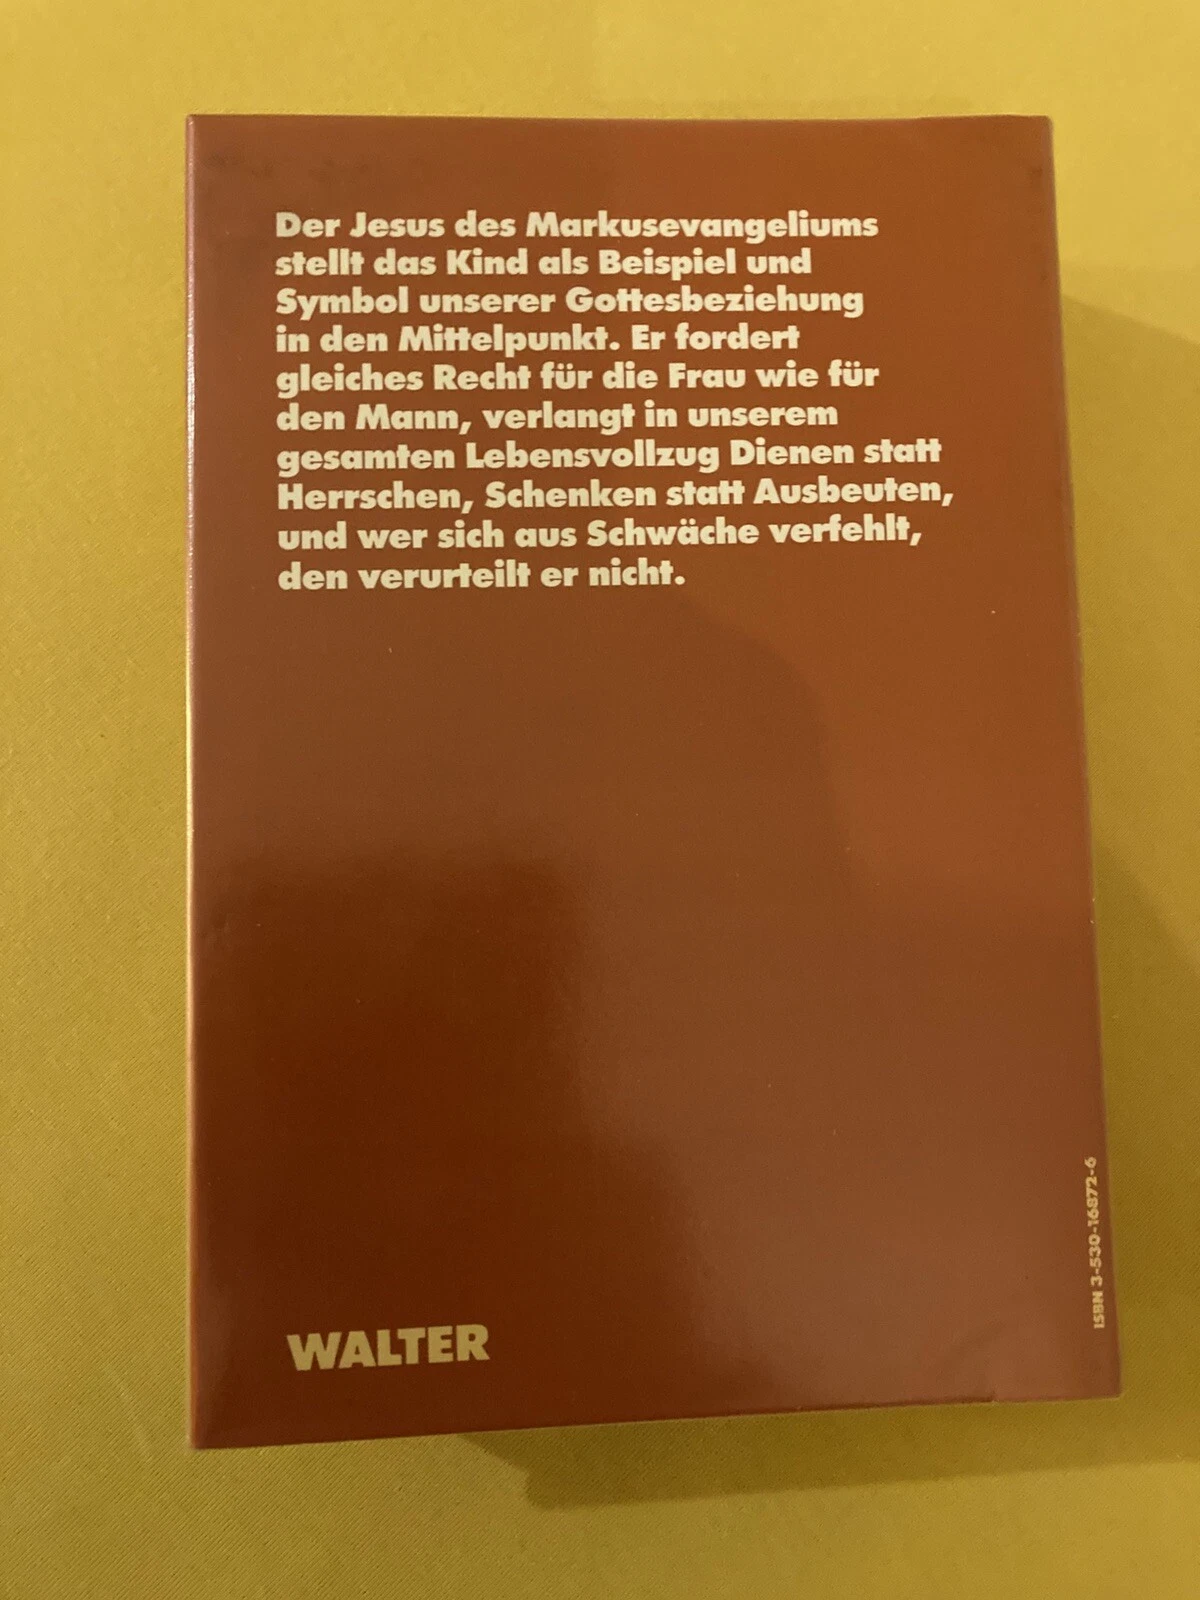 Der Jesus des Markusevangeliums
stellt das Kind als Beispiel und
Symbol unserer Gottesbeziehung
in den Mittelpunkt. Er fordert
gleiches Recht für die Frau wie für
den Mann, verlangt in unserem
gesamten Lebensvollzug Dienen statt
Herrschen, Schenken statt Ausbeuten,
und wer sich aus Schwäche verfehlt,
den verurteilt er nicht.
WALTER
ISBN 3-530-16872-6